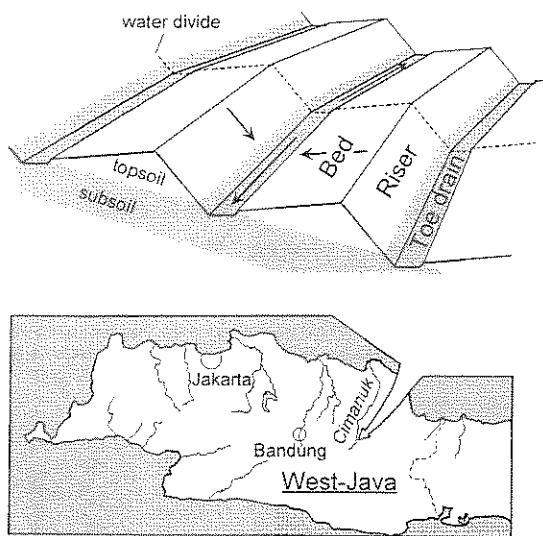 water divide
topsoil
subsoil
Bed
Riser
Toe drain
Jakarta
Cimanuk
Bandung
West-Java